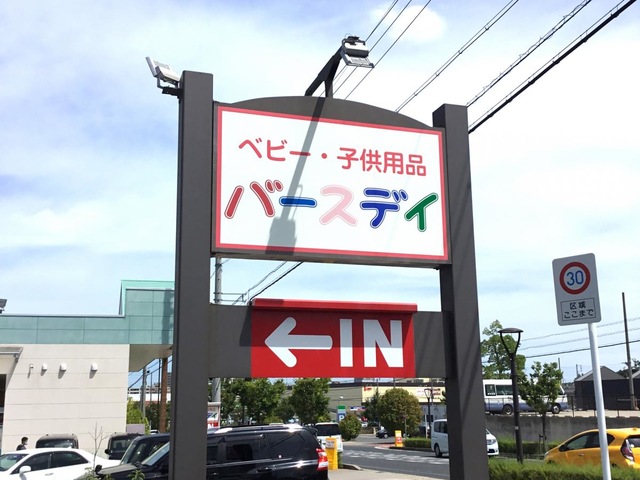 ベビー・子供用品
バースデイ
←IN
30
区域
ここまで